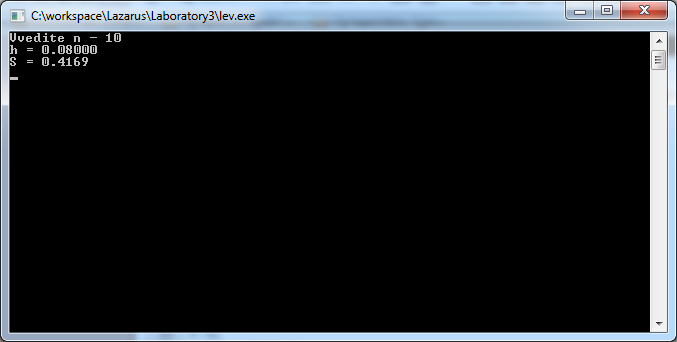 C:\workspace\Lazarus\Laboratory3\lev.exe
Vvedite n - 10
h = 0.08000
S = 0.4169